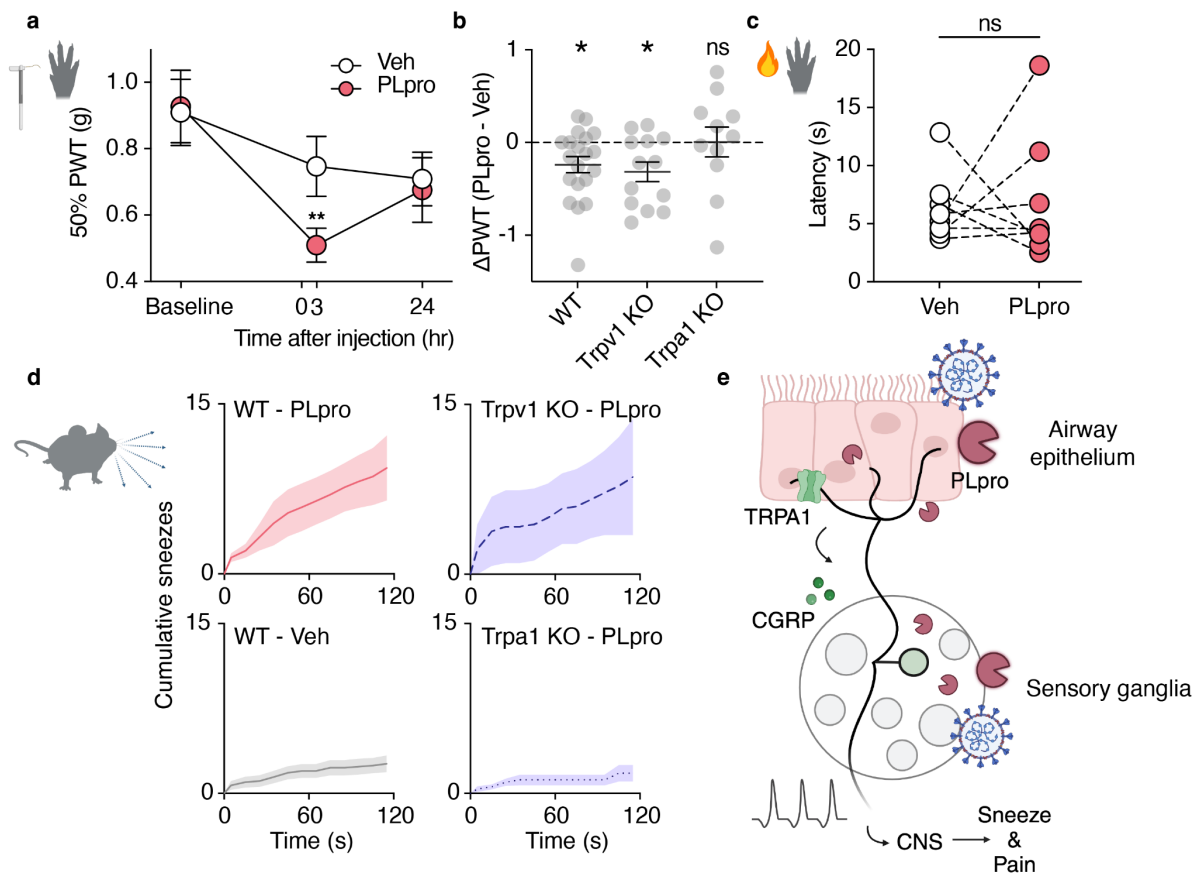 a
Veh
PLpro
50% PWT (g)
1.0
0.8
0.6
0.4
**
Baseline
0 3
24
Time after injection (hr)
b
ΔPWT (PLpro - Veh)
1
0
-1
*
*
ns
WT
Trpv1 KO
Trpa1 KO
c
ns
Latency (s)
20
15
10
5
0
Veh
PLpro
d
Cumulative sneezes
15
WT - PLpro
0
0
60
120
15
Trpv1 KO - PLpro
0
0
60
120
15
WT - Veh
0
0
60
120
Time (s)
15
Trpa1 KO - PLpro
0
0
60
120
Time (s)
e
PLpro
Airway
epithelium
TRPA1
CGRP
Sensory ganglia
CNS
Sneeze
&
Pain